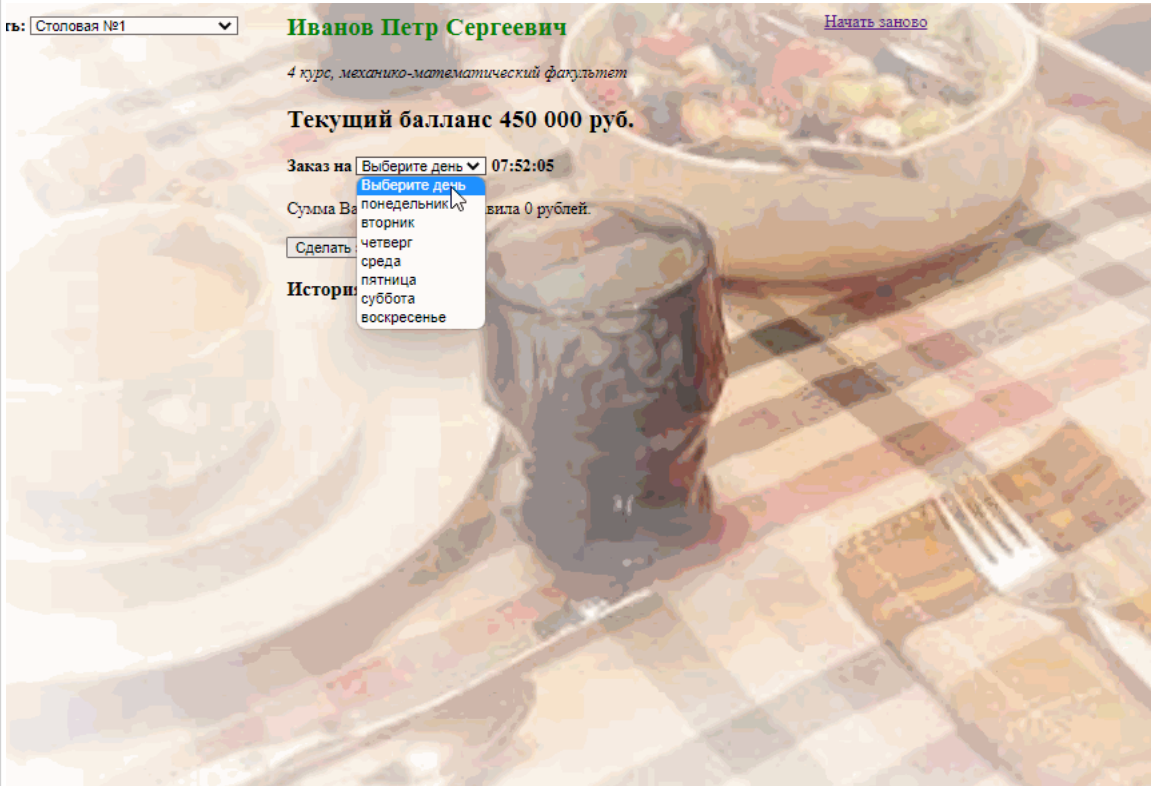 ть: Столовая №1
Иванов Петр Сергеевич
Начать заново
4 курс, механико-математический факультет
Текущий балланс 450 000 руб.
Заказ на Выберите день 07:52:05
Выберите день
понедельник
вторник
четверг
среда
пятница
суббота
воскресенье
Сумма Ва вила 0 рублей.
Сделать
История